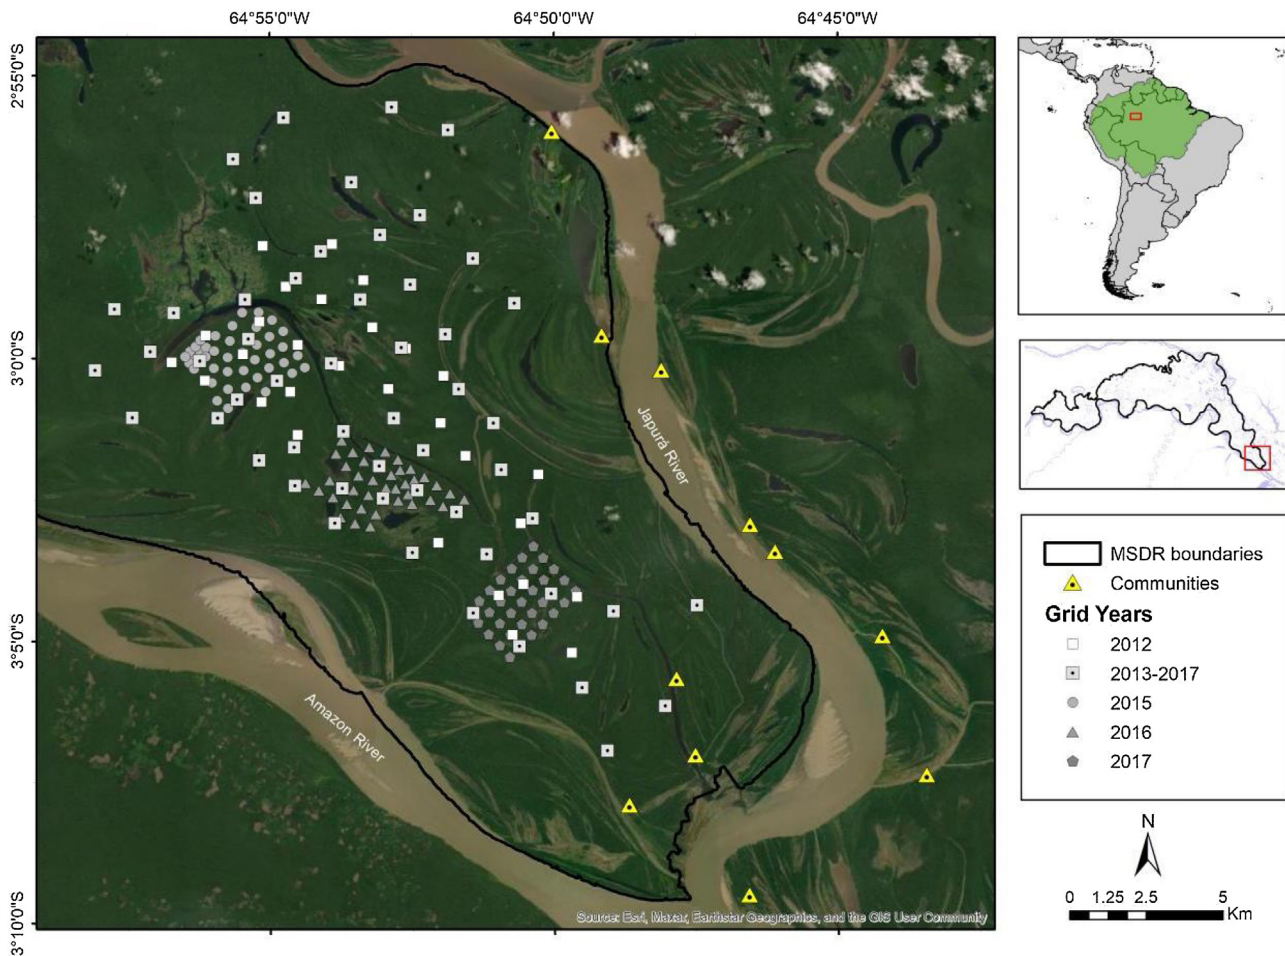 64°55'0"W 64°50'0"W 64°45'0"W
2°55'0"S
3°0'0"S
3°5'0"S
3°10'0"S
Japurá River
Amazon River
Source: Esri, Maxar, Earthstar Geographics, and the GIS User Community
MSDR boundaries
Communities
Grid Years
2012
2013-2017
2015
2016
2017
N
0 1.25 2.5 5
Km